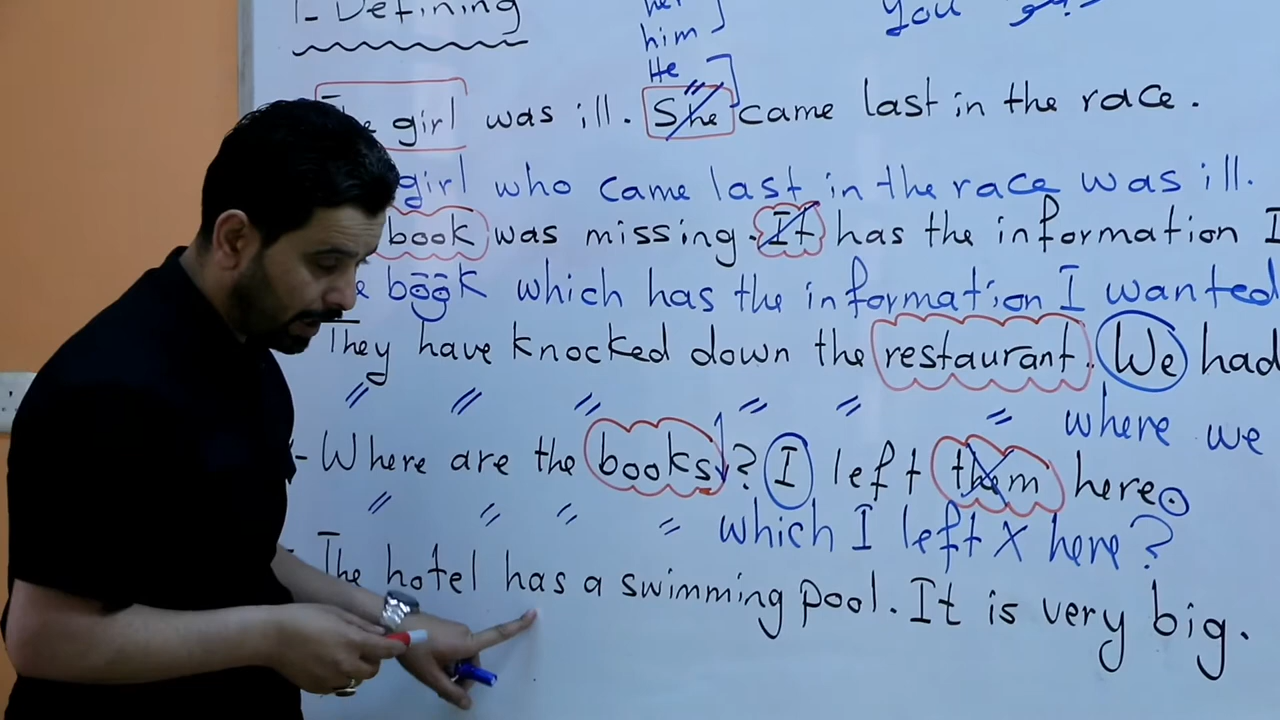 1- Defining
her
him
He
You
The girl was ill. She came last in the race.
girl who came last in the race was ill.
book was missing. It has the information I
book which has the information I wanted
They have knocked down the restaurant. We had
" " " " " " where we
- Where are the books? I left them here.
" " " " which I left X here?
- The hotel has a swimming pool. It is very big.